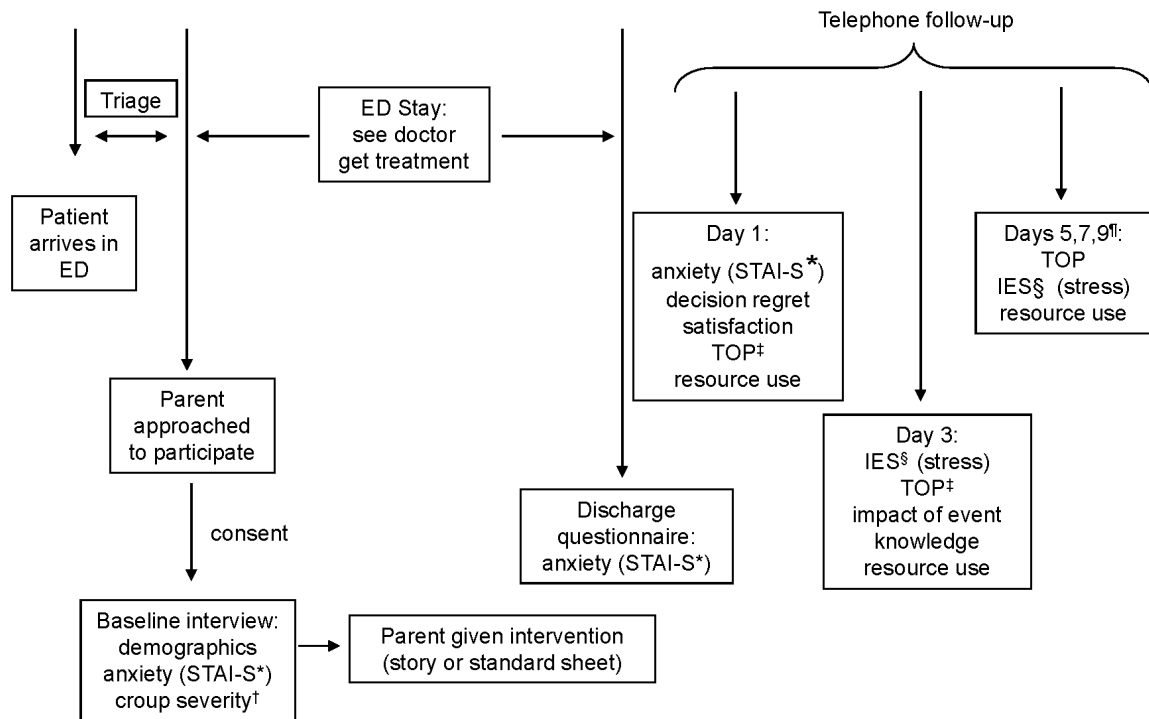 Telephone follow-up
Triage
ED Stay:
see doctor
get treatment
Patient
arrives in
ED
Day 1:
anxiety (STAI-S*)
decision regret
satisfaction
TOP‡
resource use
Days 5,7,9¶:
TOP
IES§ (stress)
resource use
Parent
approached
to participate
Day 3:
IES§ (stress)
TOP‡
impact of event
knowledge
resource use
consent
Discharge
questionnaire:
anxiety (STAI-S*)
Baseline interview:
demographics
anxiety (STAI-S*)
croup severity†
Parent given intervention
(story or standard sheet)